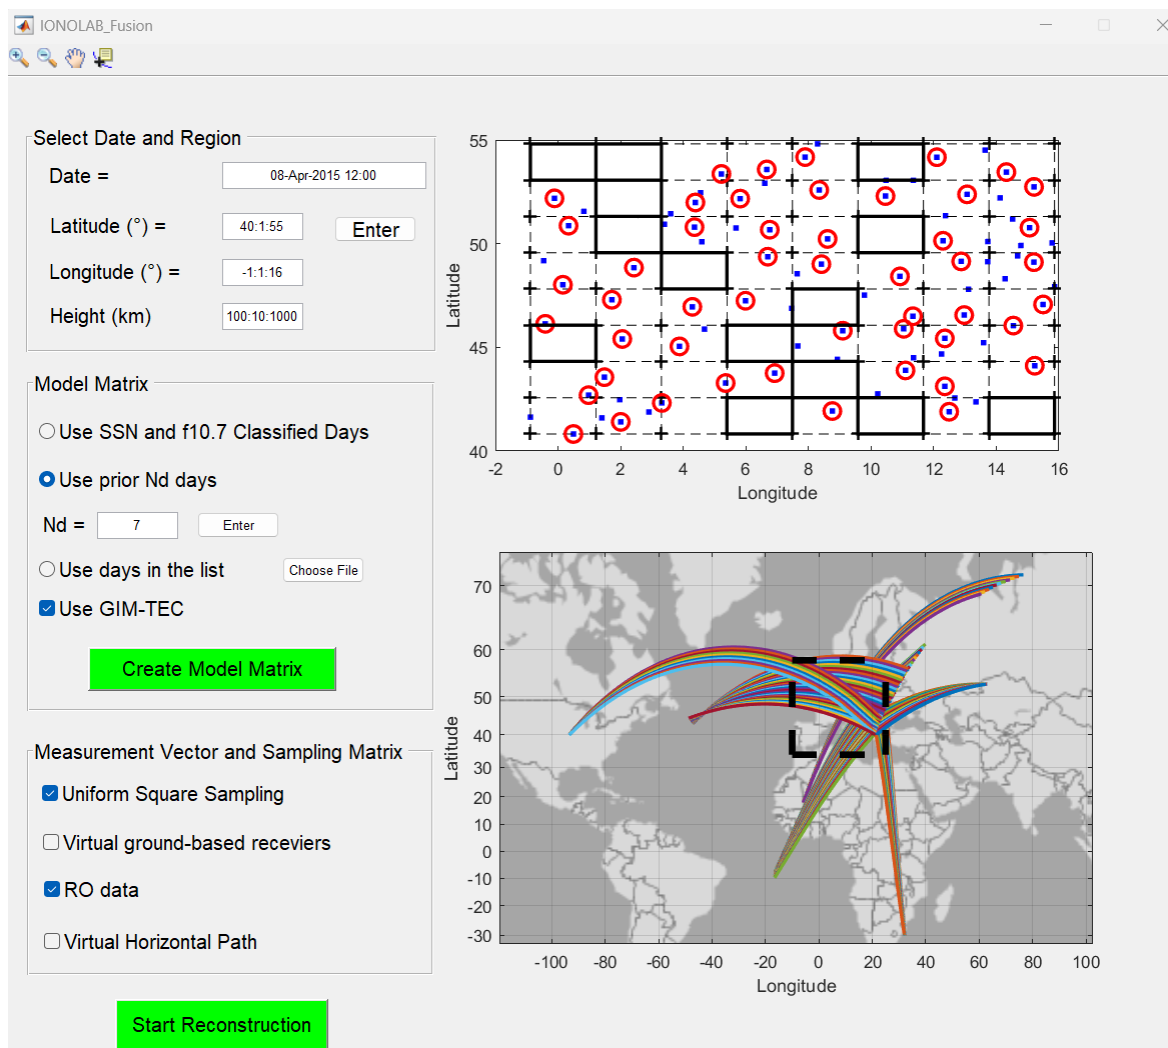 IONOLAB_Fusion
Select Date and Region
Date = 08-Apr-2015 12:00
Latitude (°) = 40:1:55 Enter
Longitude (°) = -1:1:16
Height (km) 100:10:1000
Model Matrix
Use SSN and f10.7 Classified Days
Use prior Nd days
Nd = 7 Enter
Use days in the list Choose File
Use GIM-TEC
Create Model Matrix
Measurement Vector and Sampling Matrix
Uniform Square Sampling
Virtual ground-based receviers
RO data
Virtual Horizontal Path
Start Reconstruction
55
50
45
40
Latitude
-2 0 2 4 6 8 10 12 14 16
Longitude
70
60
50
40
30
20
10
0
-10
-20
-30
Latitude
-100 -80 -60 -40 -20 0 20 40 60 80 100
Longitude